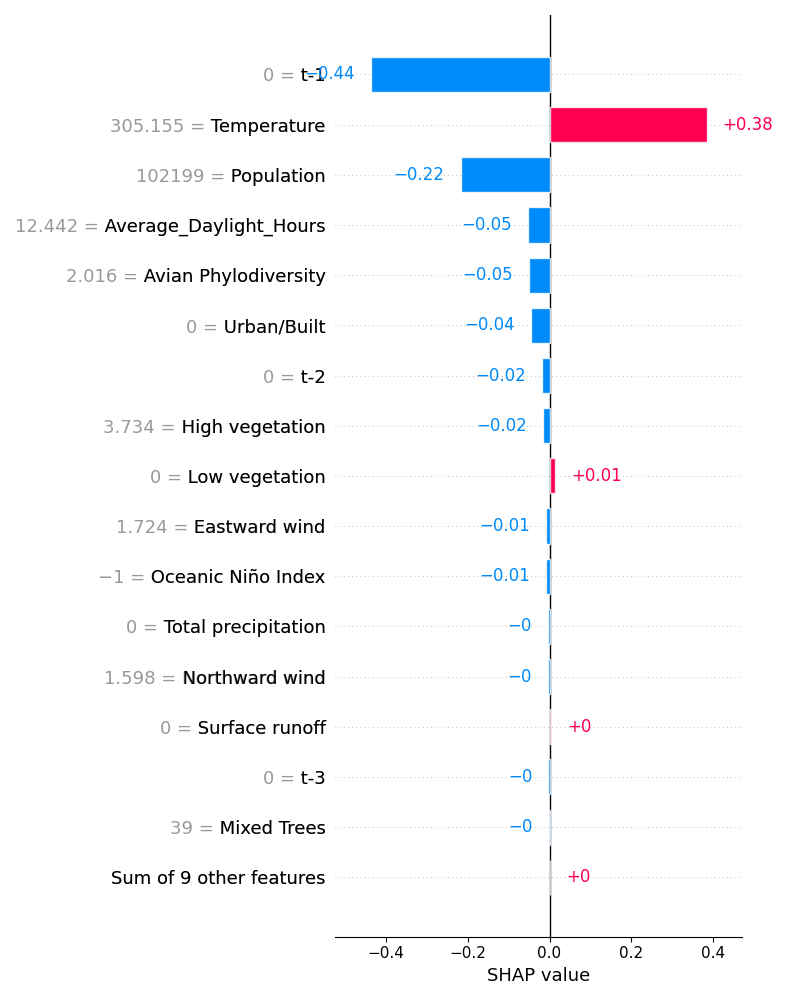 0 = t-1 −0.44
305.155 = Temperature +0.38
102199 = Population −0.22
12.442 = Average_Daylight_Hours −0.05
2.016 = Avian Phylodiversity −0.05
0 = Urban/Built −0.04
0 = t-2 −0.02
3.734 = High vegetation −0.02
0 = Low vegetation +0.01
1.724 = Eastward wind −0.01
−1 = Oceanic Niño Index −0.01
0 = Total precipitation −0
1.598 = Northward wind −0
0 = Surface runoff +0
0 = t-3 −0
39 = Mixed Trees −0
Sum of 9 other features +0
−0.4 −0.2 0.0 0.2 0.4
SHAP value